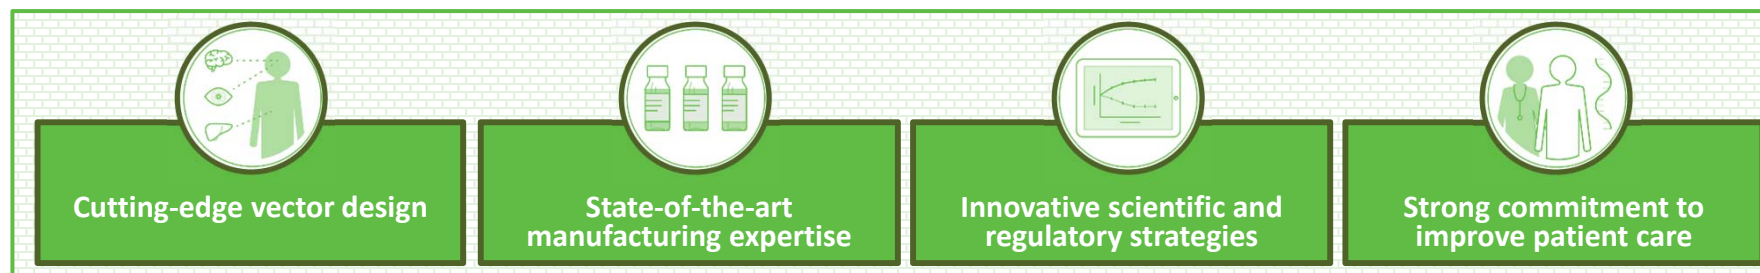 Cutting-edge vector design
State-of-the-art
manufacturing expertise
Innovative scientific and
regulatory strategies
Strong commitment to
improve patient care